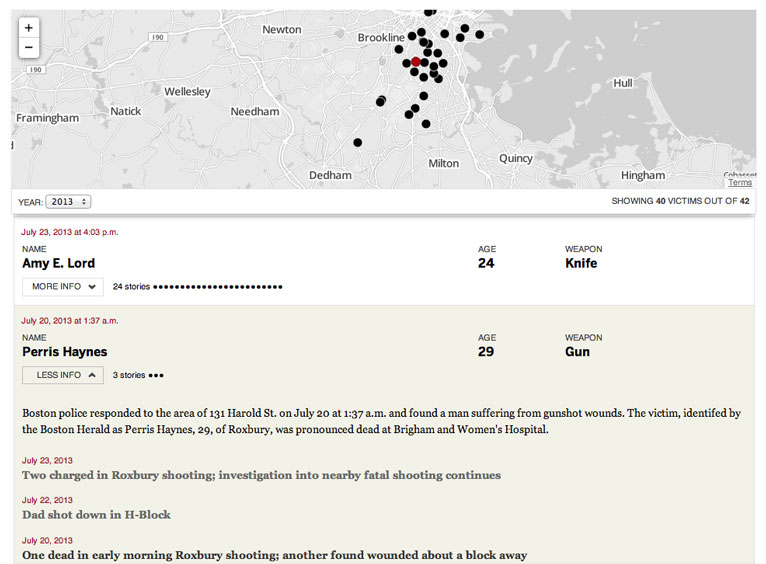 +
−
Newton
Brookline
190
190
Wellesley
Natick
Needham
Framingham
Hull
Milton
Quincy
Dedham
Hingham
Cohasset
Terms
YEAR: 2013
SHOWING 40 VICTIMS OUT OF 42
July 23, 2013 at 4:03 p.m.
NAME AGE WEAPON
Amy E. Lord 24 Knife
MORE INFO 24 stories
July 20, 2013 at 1:37 a.m.
NAME AGE WEAPON
Perris Haynes 29 Gun
LESS INFO 3 stories
Boston police responded to the area of 131 Harold St. on July 20 at 1:37 a.m. and found a man suffering from gunshot wounds. The victim, identifed by
the Boston Herald as Perris Haynes, 29, of Roxbury, was pronounced dead at Brigham and Women's Hospital.
July 23, 2013
Two charged in Roxbury shooting; investigation into nearby fatal shooting continues
July 22, 2013
Dad shot down in H-Block
July 20, 2013
One dead in early morning Roxbury shooting; another found wounded about a block away